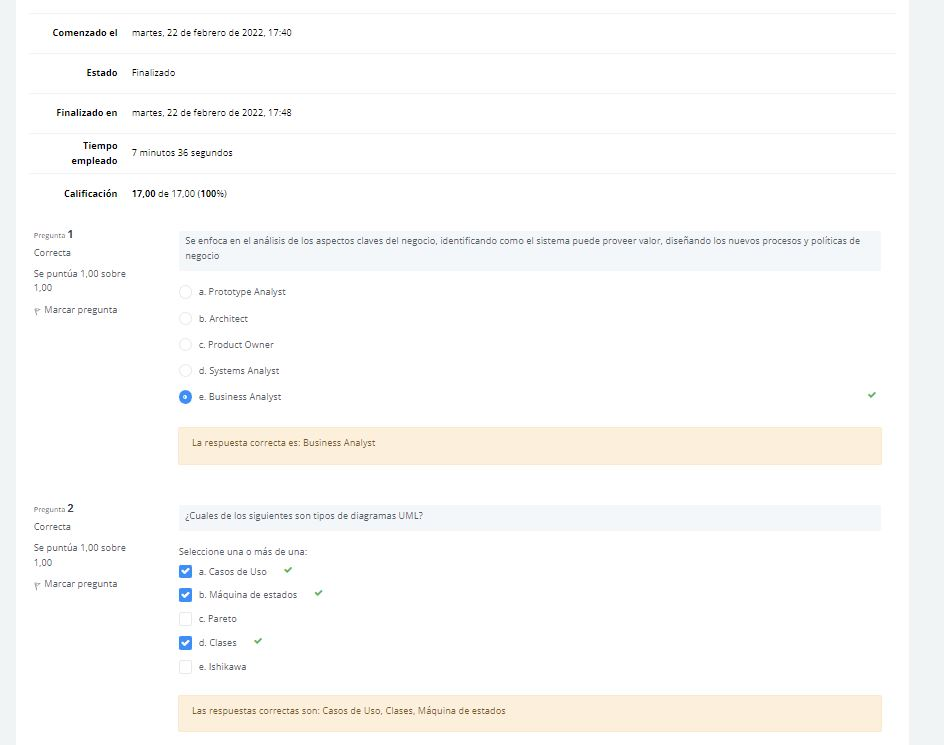 Comenzado el martes, 22 de febrero de 2022, 17:40
Estado Finalizado
Finalizado en martes, 22 de febrero de 2022, 17:48
Tiempo
empleado
7 minutos 36 segundos
Calificación 17,00 de 17,00 (100%)
Pregunta 1
Correcta
Se puntúa 1,00 sobre
1,00
Marcar pregunta
Se enfoca en el análisis de los aspectos claves del negocio, identificando como el sistema puede proveer valor, diseñando los nuevos procesos y políticas de
negocio
a. Prototype Analyst
b. Architect
c. Product Owner
d. Systems Analyst
e. Business Analyst
La respuesta correcta es: Business Analyst
Pregunta 2
Correcta
Se puntúa 1,00 sobre
1,00
Marcar pregunta
¿Cuales de los siguientes son tipos de diagramas UML?
Seleccione una o más de una:
a. Casos de Uso
b. Máquina de estados
c. Pareto
d. Clases
e. Ishikawa
Las respuestas correctas son: Casos de Uso, Clases, Máquina de estados